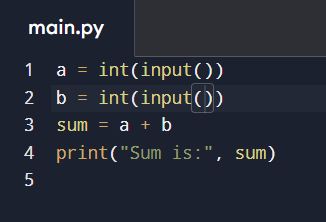 main.py
1 a = int(input())
2 b = int(input())
3 sum = a + b
4 print("Sum is:", sum)
5